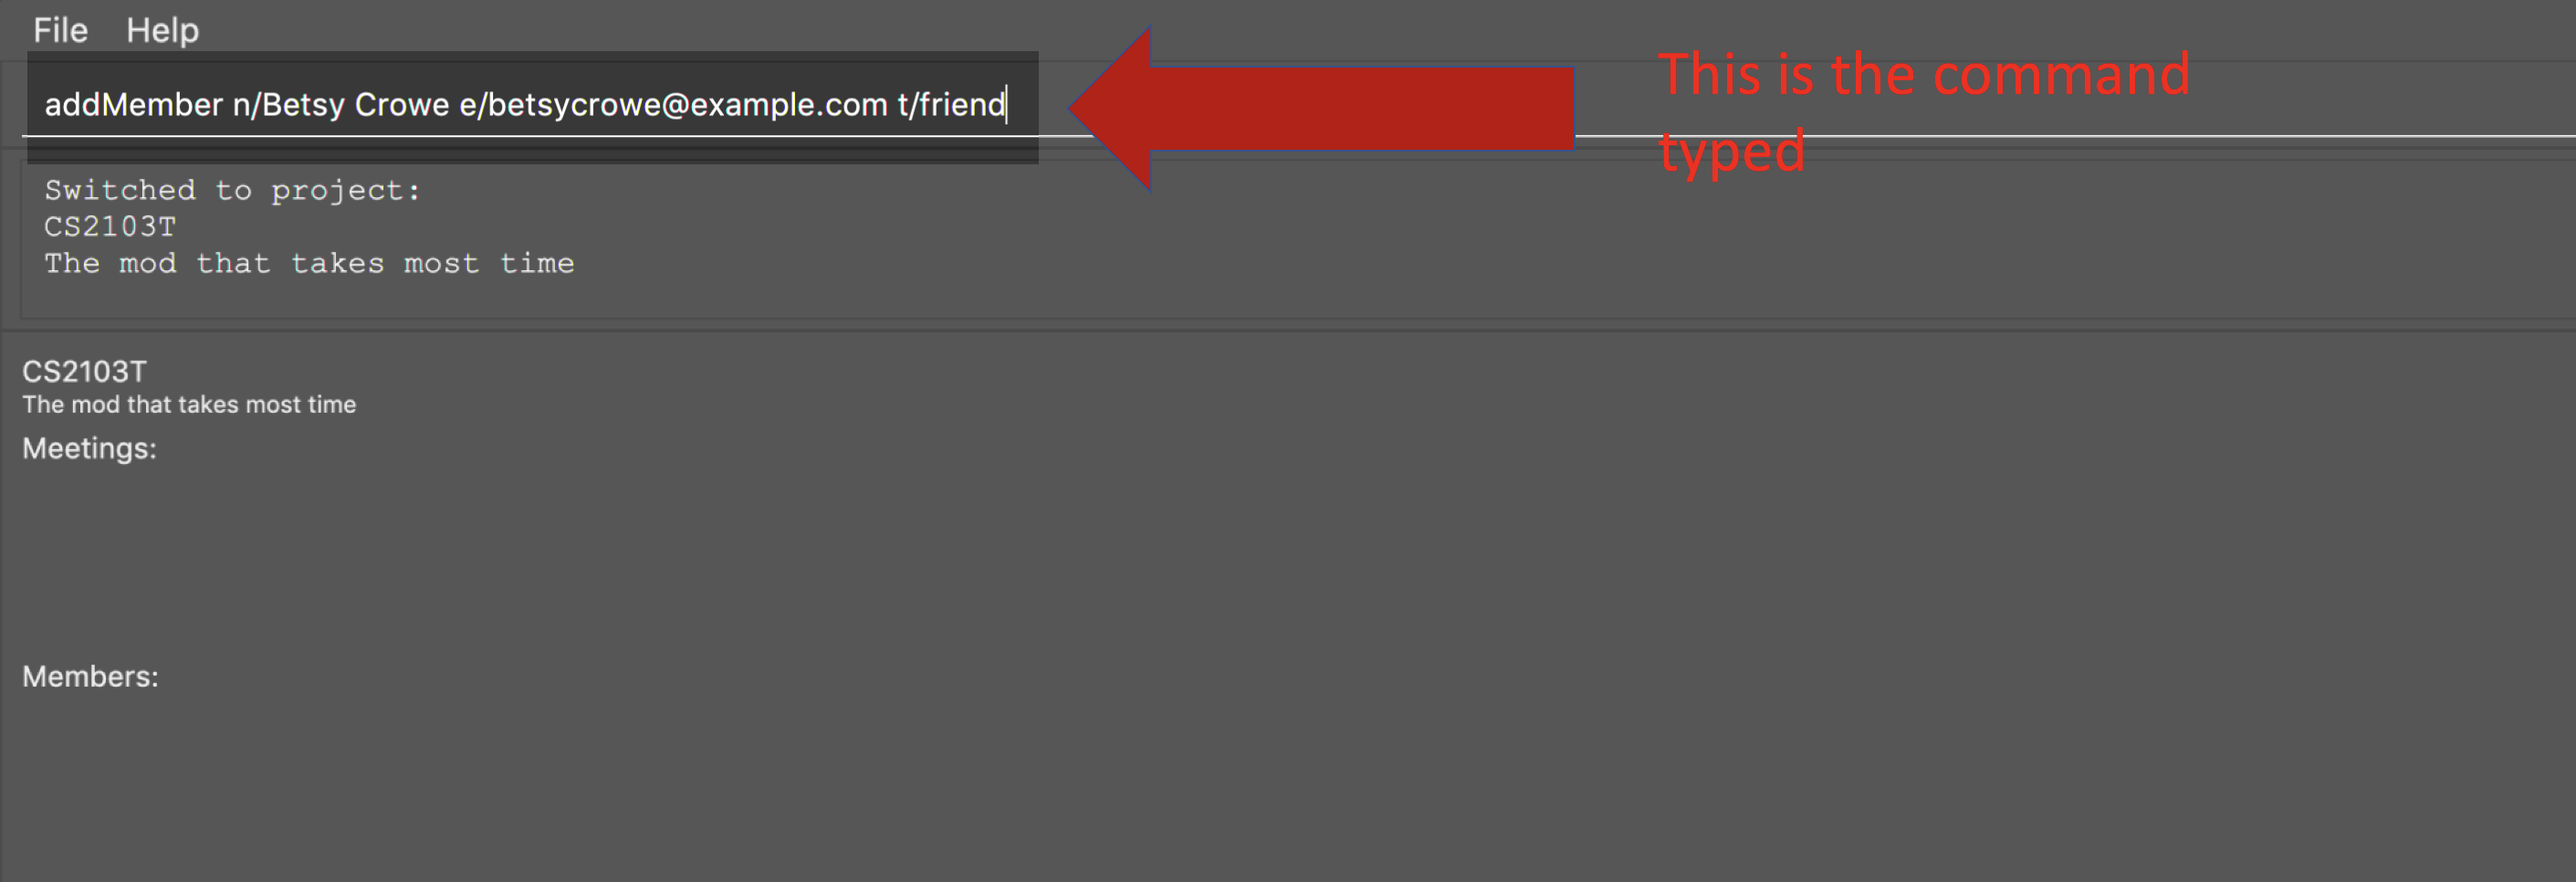 File Help
addMember n/Betsy Crowe e/betsycrowe@example.com t/friend
This is the command
typed
Switched to project:
CS2103T
The mod that takes most time
CS2103T
The mod that takes most time
Meetings:
Members: